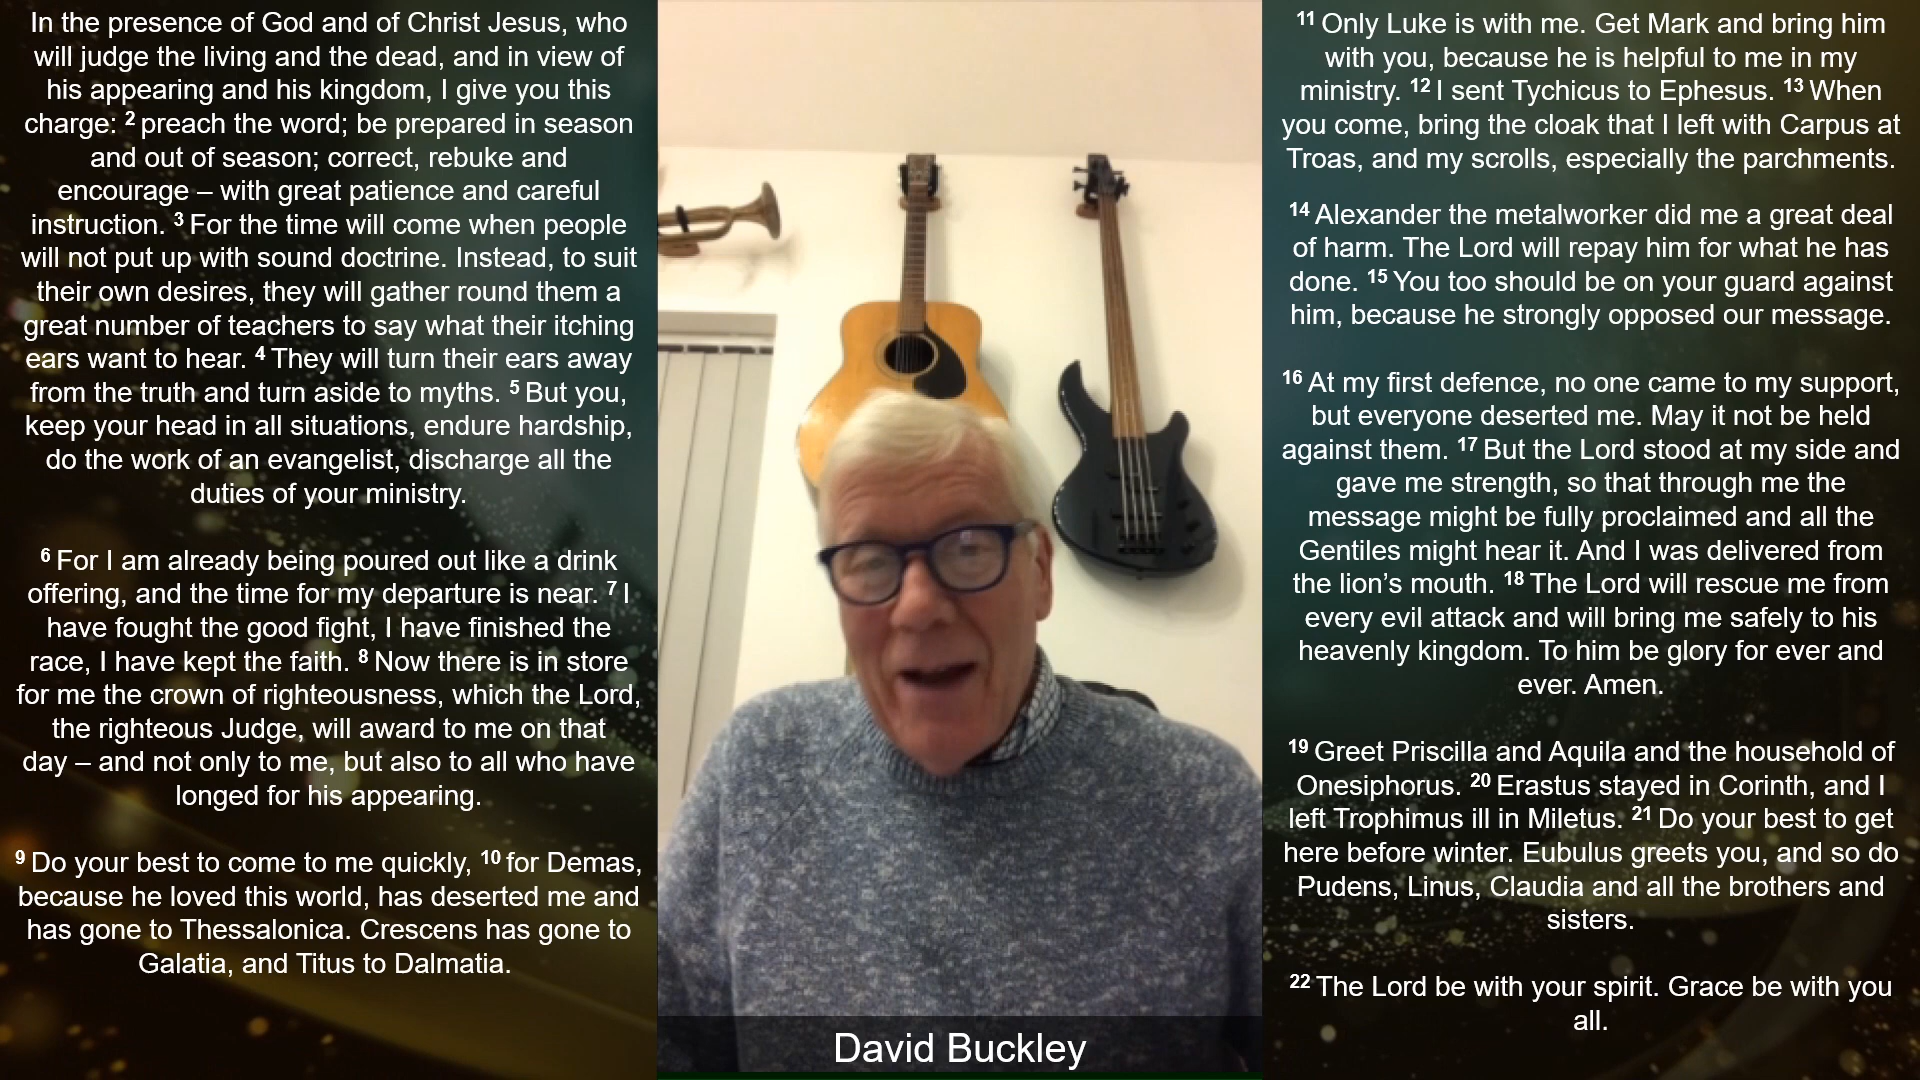 In the presence of God and of Christ Jesus, who
will judge the living and the dead, and in view of
his appearing and his kingdom, I give you this
charge: 2 preach the word; be prepared in season
and out of season; correct, rebuke and
encourage – with great patience and careful
instruction. 3 For the time will come when people
will not put up with sound doctrine. Instead, to suit
their own desires, they will gather round them a
great number of teachers to say what their itching
ears want to hear. 4 They will turn their ears away
from the truth and turn aside to myths. 5 But you,
keep your head in all situations, endure hardship,
do the work of an evangelist, discharge all the
duties of your ministry.
6 For I am already being poured out like a drink
offering, and the time for my departure is near. 7 I
have fought the good fight, I have finished the
race, I have kept the faith. 8 Now there is in store
for me the crown of righteousness, which the Lord,
the righteous Judge, will award to me on that
day – and not only to me, but also to all who have
longed for his appearing.
9 Do your best to come to me quickly, 10 for Demas,
because he loved this world, has deserted me and
has gone to Thessalonica. Crescens has gone to
Galatia, and Titus to Dalmatia.
11 Only Luke is with me. Get Mark and bring him
with you, because he is helpful to me in my
ministry. 12 I sent Tychicus to Ephesus. 13 When
you come, bring the cloak that I left with Carpus at
Troas, and my scrolls, especially the parchments.
14 Alexander the metalworker did me a great deal
of harm. The Lord will repay him for what he has
done. 15 You too should be on your guard against
him, because he strongly opposed our message.
16 At my first defence, no one came to my support,
but everyone deserted me. May it not be held
against them. 17 But the Lord stood at my side and
gave me strength, so that through me the
message might be fully proclaimed and all the
Gentiles might hear it. And I was delivered from
the lion’s mouth. 18 The Lord will rescue me from
every evil attack and will bring me safely to his
heavenly kingdom. To him be glory for ever and
ever. Amen.
19 Greet Priscilla and Aquila and the household of
Onesiphorus. 20 Erastus stayed in Corinth, and I
left Trophimus ill in Miletus. 21 Do your best to get
here before winter. Eubulus greets you, and so do
Pudens, Linus, Claudia and all the brothers and
sisters.
22 The Lord be with your spirit. Grace be with you
all.
David Buckley